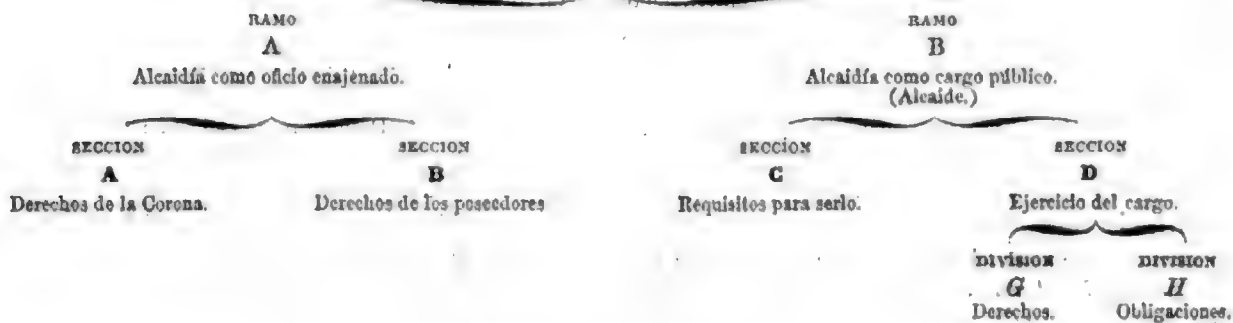 RAMO
A
Alcaidía como oficio enajenado.
RAMO
B
Alcaidía como cargo público.
(Alcaide.)
SECCION
A
Derechos de la Corona.
SECCION
B
Derechos de los poseedores
SECCION
C
Requisitos para serlo.
SECCION
D
Ejercicio del cargo.
DIVISION
G
Derechos.
DIVISION
H
Obligaciones.